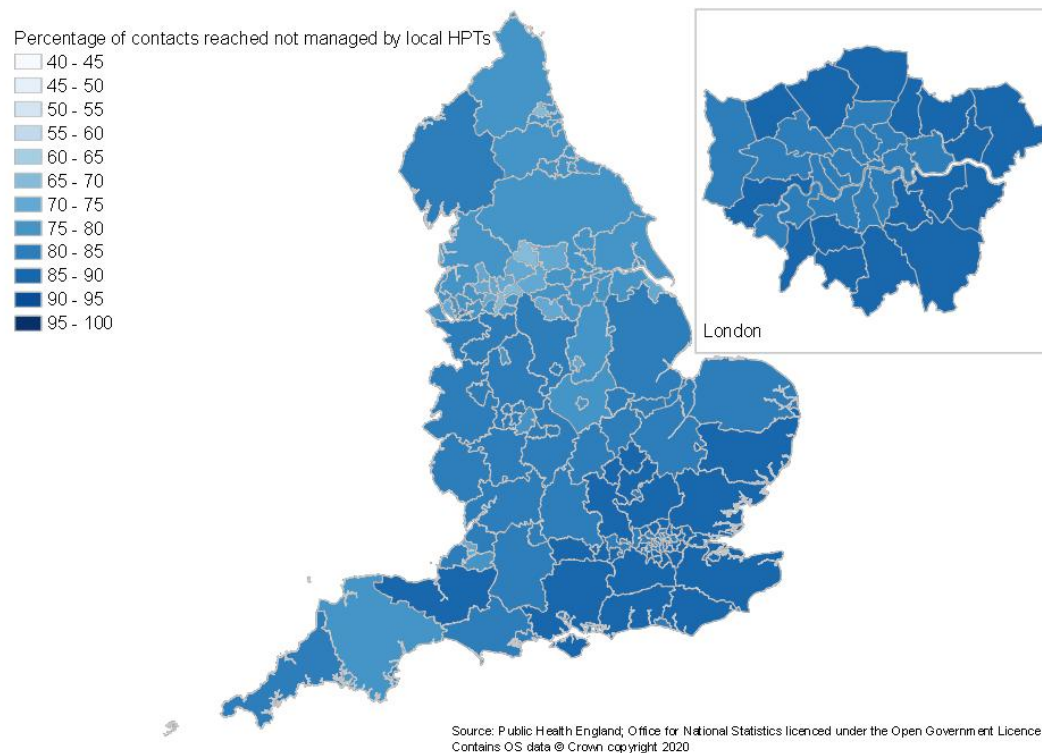 Percentage of contacts reached not managed by local HPTs
40 - 45
45 - 50
50 - 55
55 - 60
60 - 65
65 - 70
70 - 75
75 - 80
80 - 85
85 - 90
90 - 95
95 - 100
London
Source: Public Health England; Office for National Statistics licenced under the Open Government Licence
Contains OS data © Crown copyright 2020